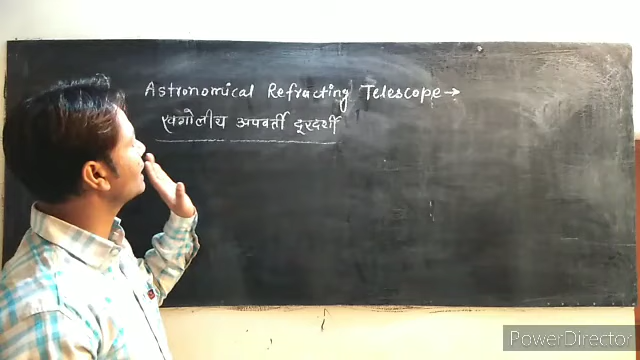 Astronomical Refracting Telescope →
खगोलीय अपवर्ती दूरदर्शी
PowerDirector